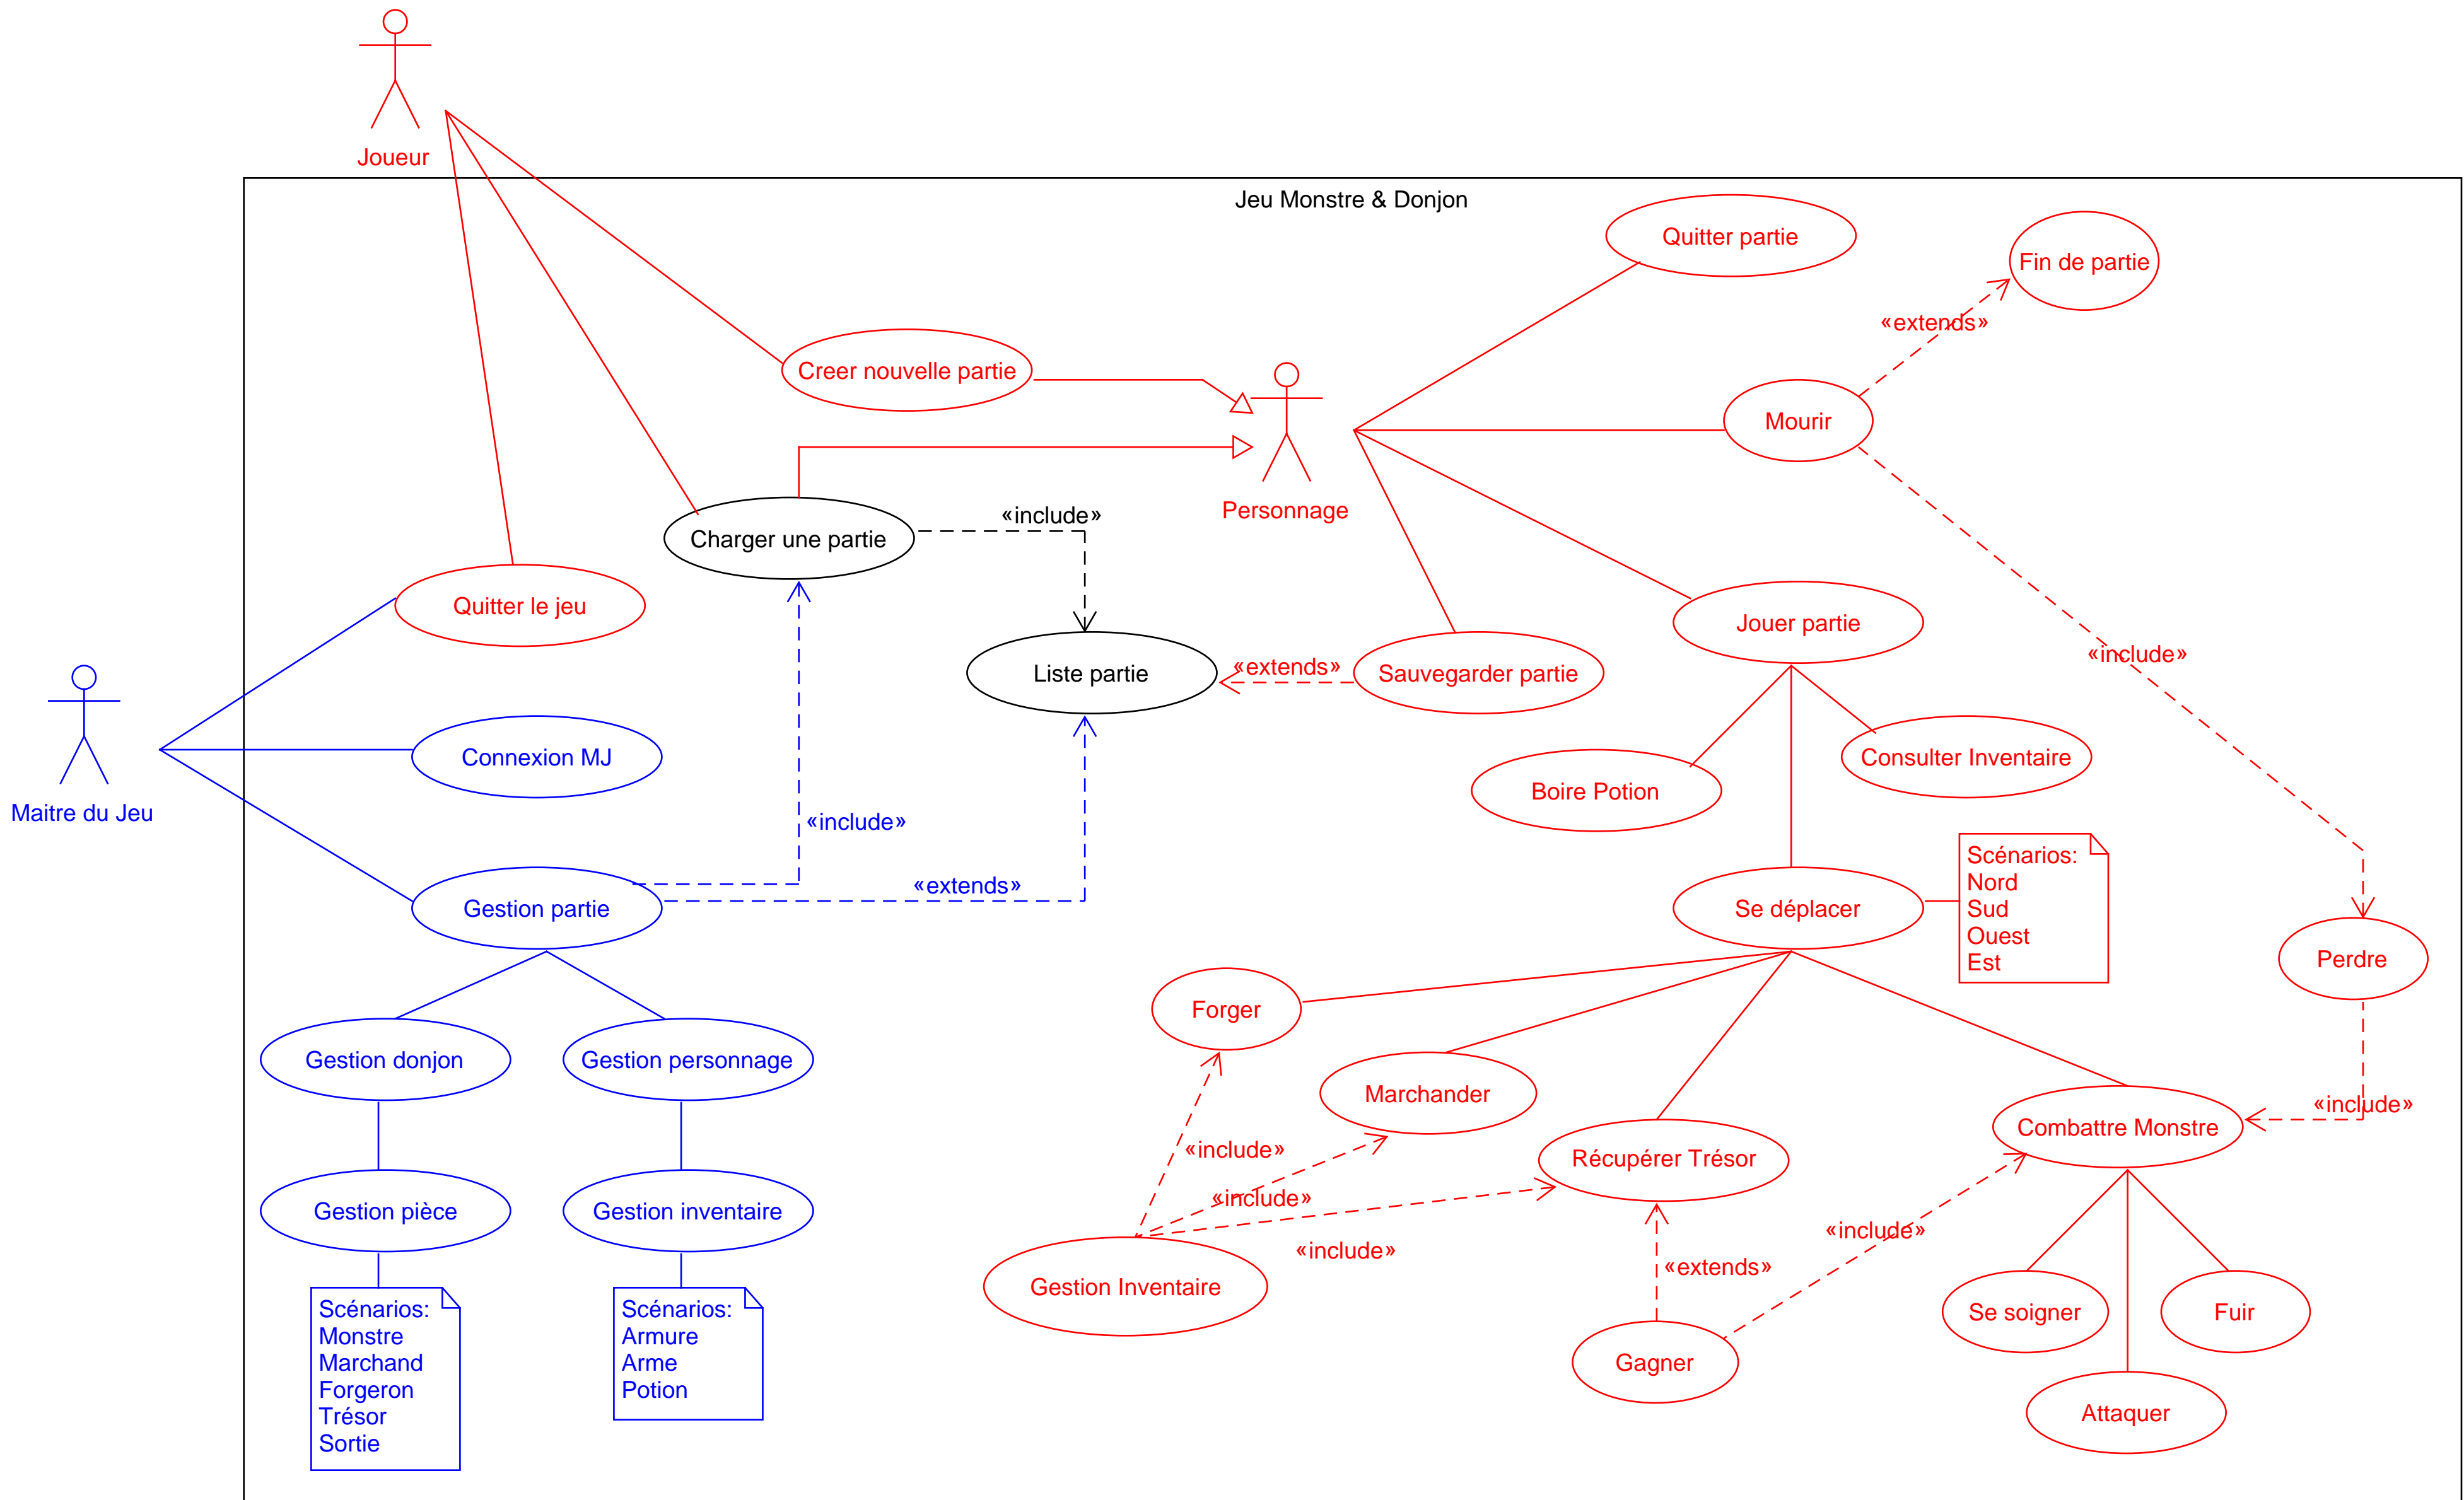 Joueur
Jeu Monstre & Donjon
Quitter partie
Fin de partie
«extends»
Creer nouvelle partie
Mourir
Personnage
«include»
Charger une partie
Quitter le jeu
Jouer partie
«include»
Liste partie
«extends»
Sauvegarder partie
Connexion MJ
Consulter Inventaire
Boire Potion
Maitre du Jeu
«include»
Scénarios:
Nord
Sud
Ouest
Est
«extends»
Gestion partie
Se déplacer
Perdre
Forger
Gestion donjon
Gestion personnage
Marchander
«include»
Combattre Monstre
«include»
Récupérer Trésor
«include»
Gestion pièce
Gestion inventaire
«include»
«include»
«extends»
Gestion Inventaire
Scénarios:
Monstre
Marchand
Forgeron
Trésor
Sortie
Scénarios:
Armure
Arme
Potion
Se soigner
Fuir
Gagner
Attaquer